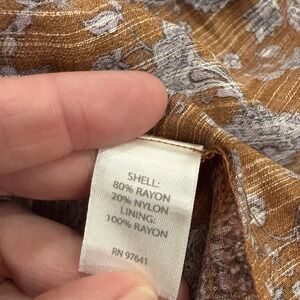 SHELL:
80% RAYON
20% NYLON
LINING:
100% RAYON
RN 97641